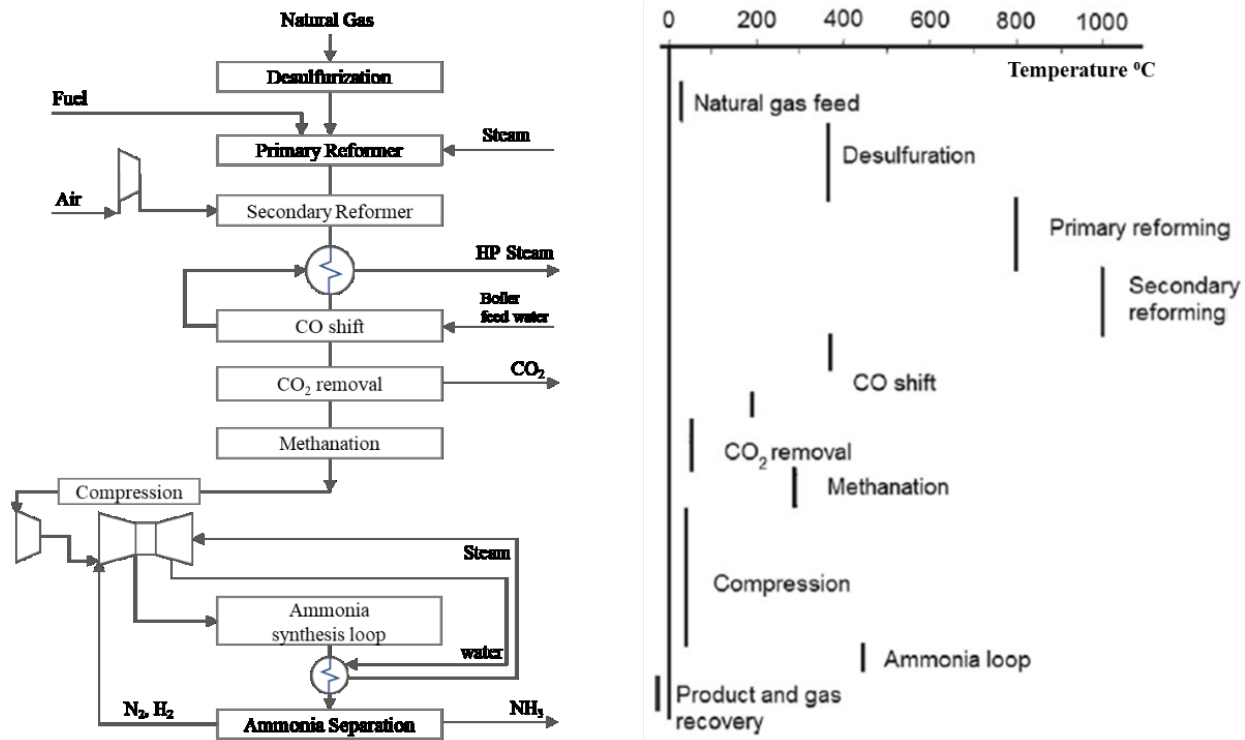 Natural Gas
Desulfurization
Fuel
Steam
Primary Reformer
Air
Secondary Reformer
HP Steam
Boiler
feed water
CO shift
CO₂ removal
CO₂
Methanation
Compression
Steam
Ammonia
synthesis loop
water
N₂, H₂
Ammonia Separation
NH₃
0 200 400 600 800 1000
Temperature ⁰C
Natural gas feed
Desulfuration
Primary reforming
Secondary
reforming
CO shift
CO₂ removal
Methanation
Compression
Ammonia loop
Product and gas
recovery